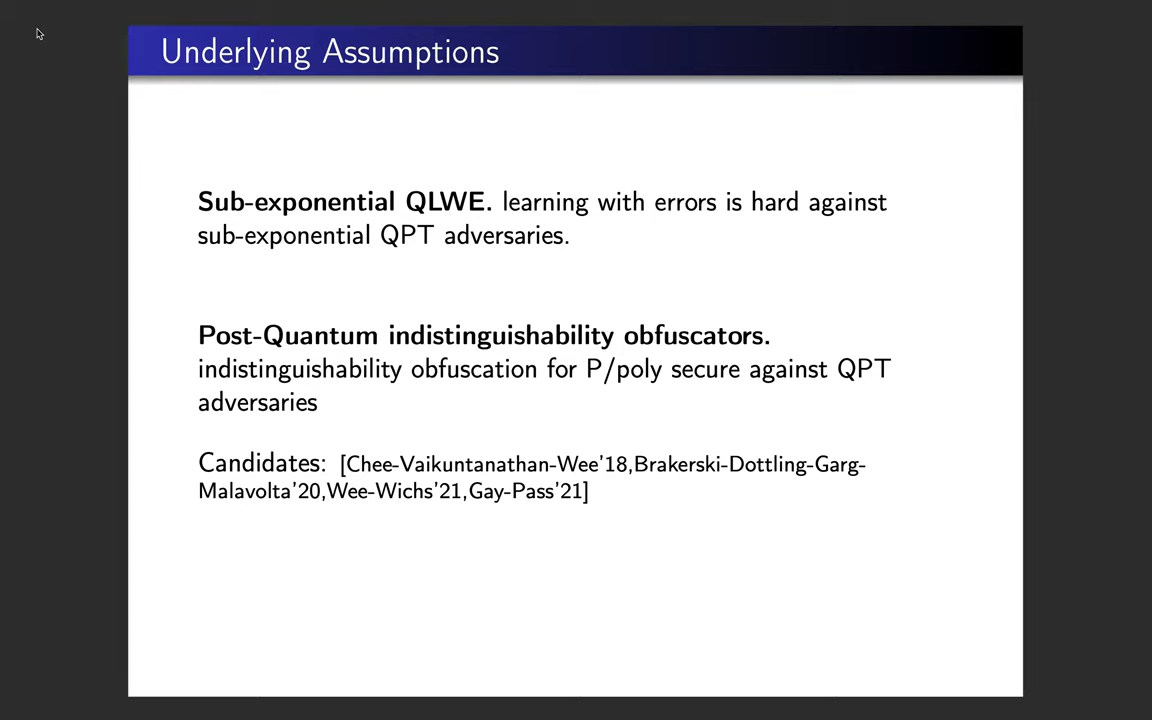 Underlying Assumptions
Sub-exponential QLWE. learning with errors is hard against
sub-exponential QPT adversaries.
Post-Quantum indistinguishability obfuscators.
indistinguishability obfuscation for P/poly secure against QPT
adversaries
Candidates: [Chee-Vaikuntanathan-Wee'18,Brakerski-Dottling-Garg-
Malavolta'20,Wee-Wichs'21,Gay-Pass'21]